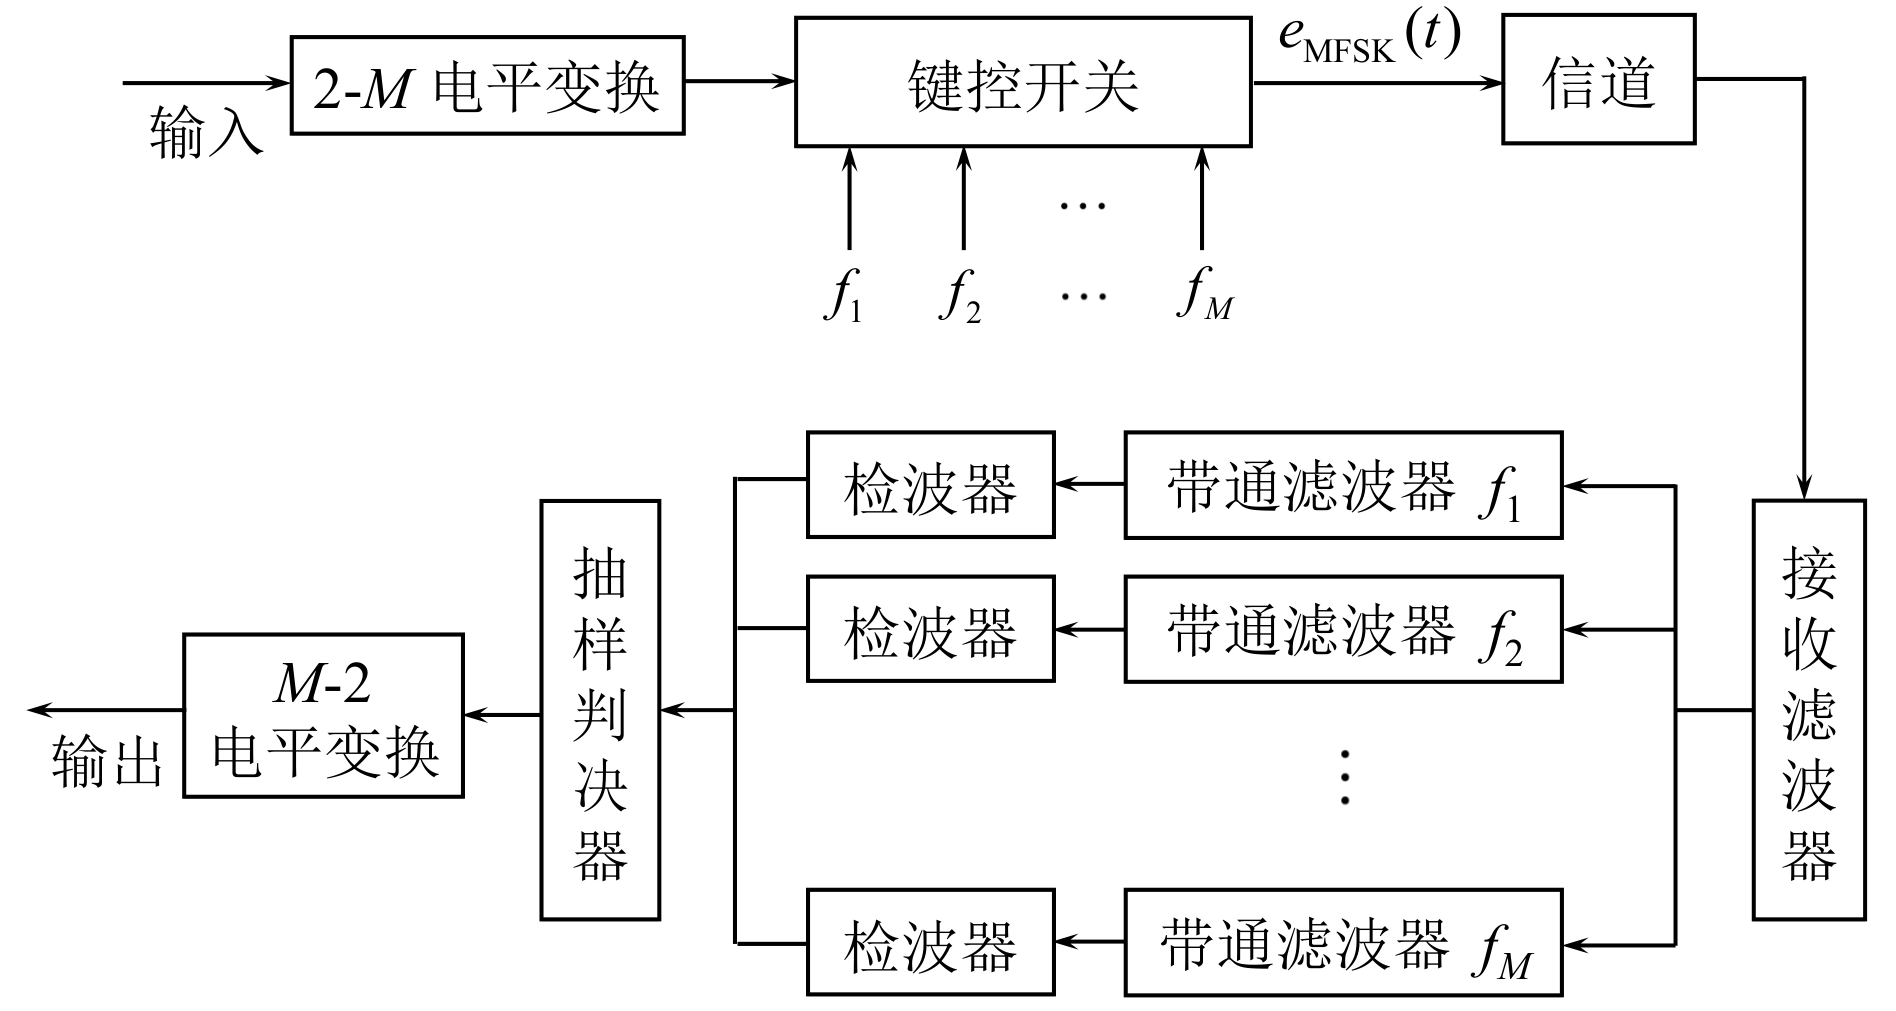 输入
2-M 电平变换
键控开关
e_MFSK(t)
信道
f_1
f_2
…
…
f_M
接收滤波器
带通滤波器 f_1
检波器
带通滤波器 f_2
检波器
⋮
带通滤波器 f_M
检波器
抽样判决器
M-2
电平变换
输出